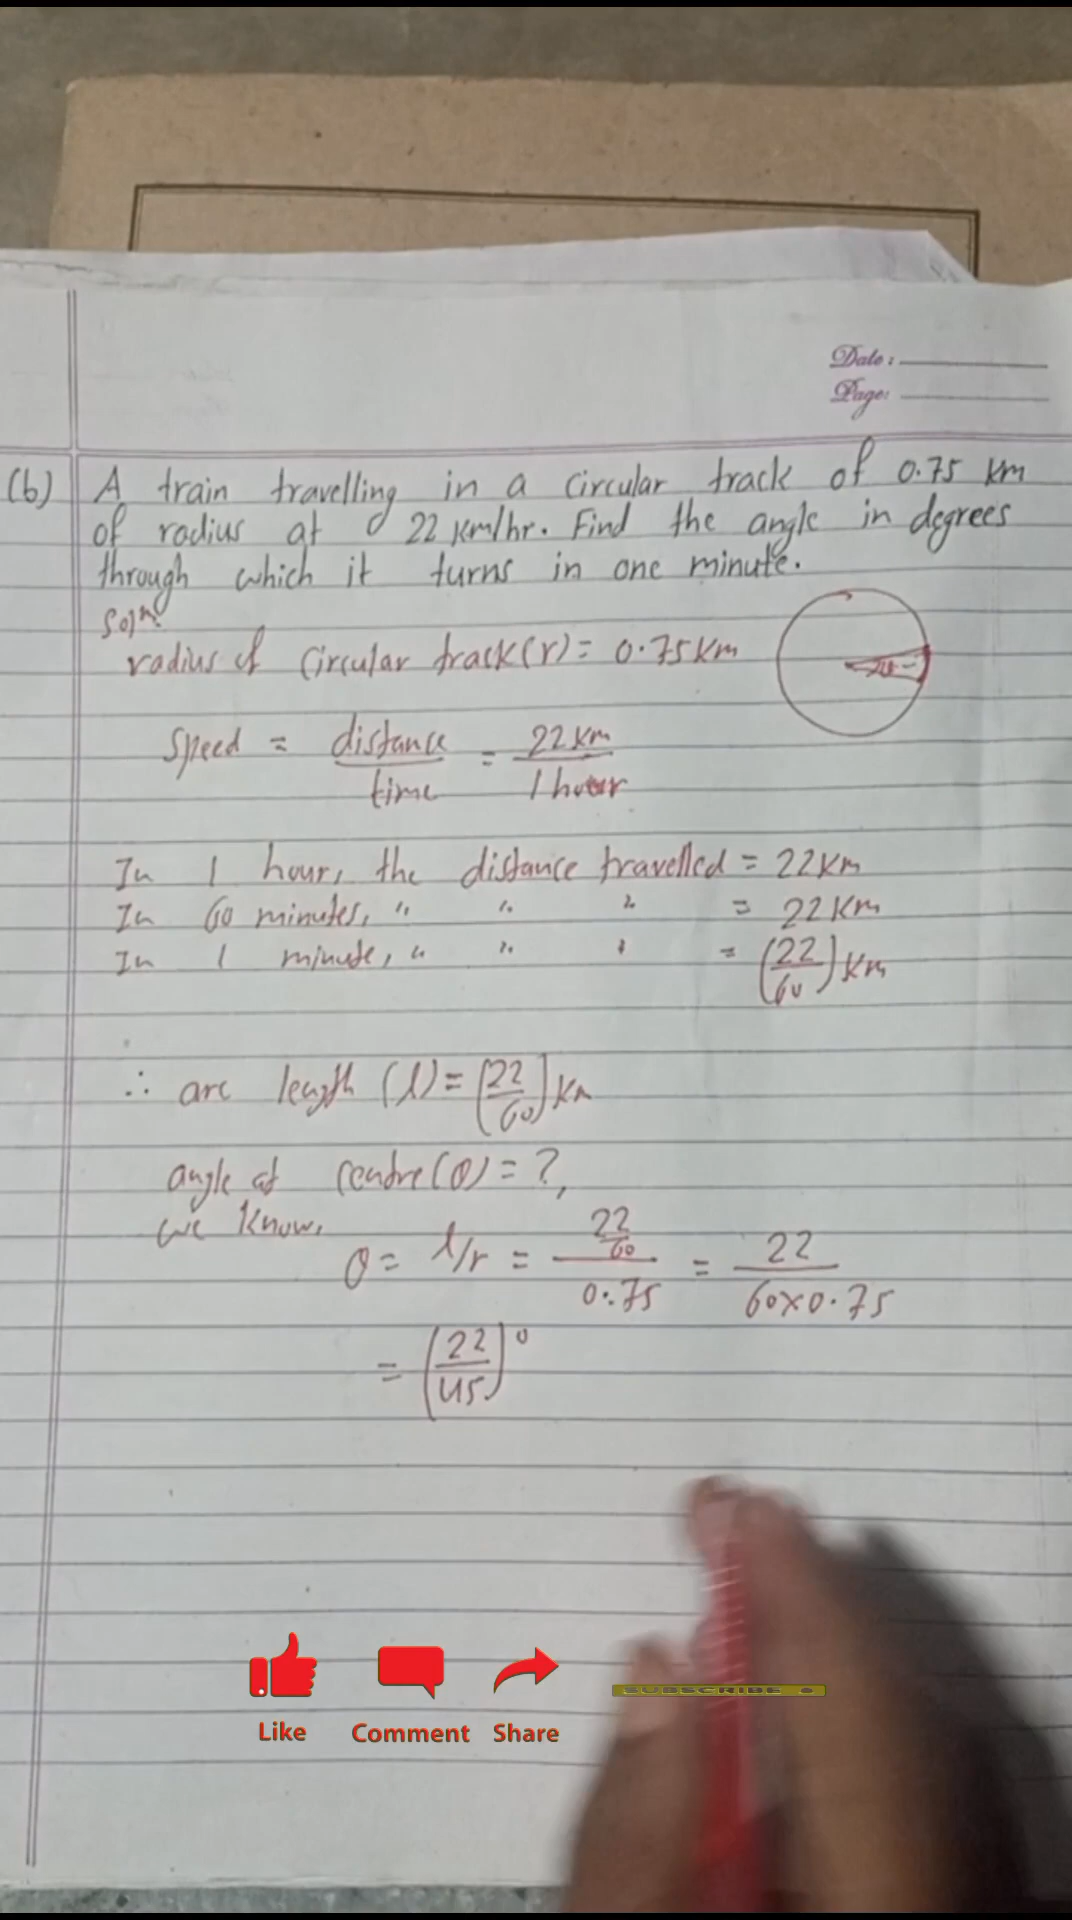 Date:
Page:
(b) A train travelling in a circular track of 0.75 km
of radius at 22 km/hr. Find the angle in degrees
through which it turns in one minute.
Soln
radius of circular track(r) = 0.75 km
Speed = distance/time = 22 km/1 hour
In 1 hour, the distance travelled = 22 km
In 60 minutes, " " " = 22 km
In 1 minute, " " " = (22/60) km
∴ arc length (l) = (22/60) km
angle at centre(θ) = ?,
we know,
θ = l/r = 22/60/0.75 = 22/60×0.75
= (22/45)°
Like Comment Share SUBSCRIBE